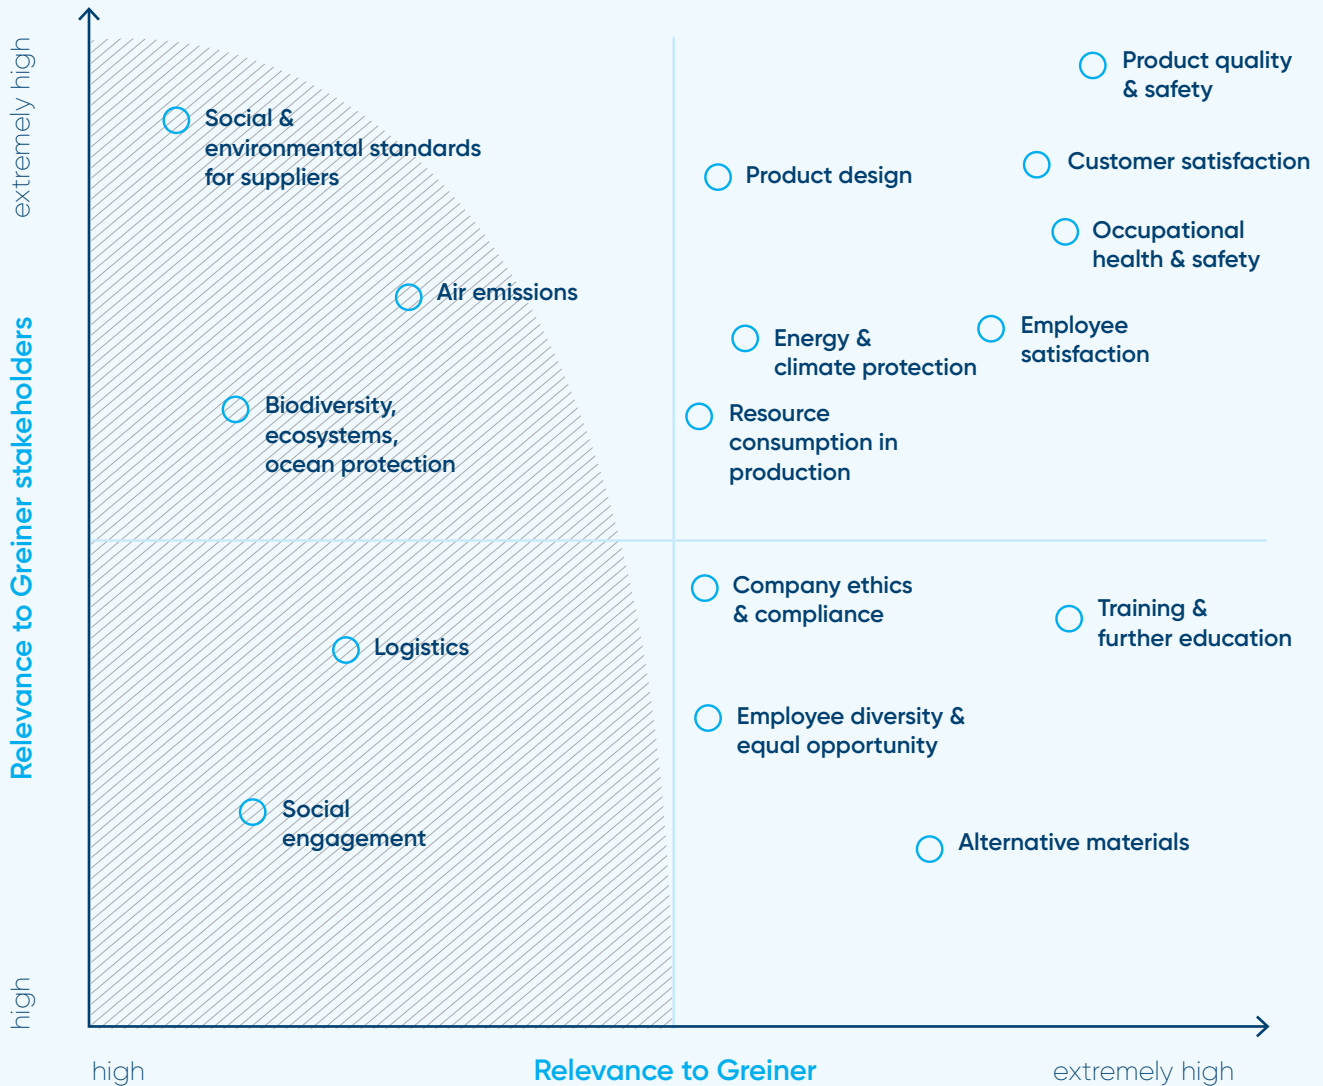 extremely high
Relevance to Greiner stakeholders
high
Social &
environmental standards
for suppliers
Air emissions
Biodiversity,
ecosystems,
ocean protection
Logistics
Social
engagement
Product quality
& safety
Customer satisfaction
Product design
Occupational
health & safety
Energy &
climate protection
Employee
satisfaction
Resource
consumption in
production
Company ethics
& compliance
Training &
further education
Employee diversity &
equal opportunity
Alternative materials
high
Relevance to Greiner
extremely high